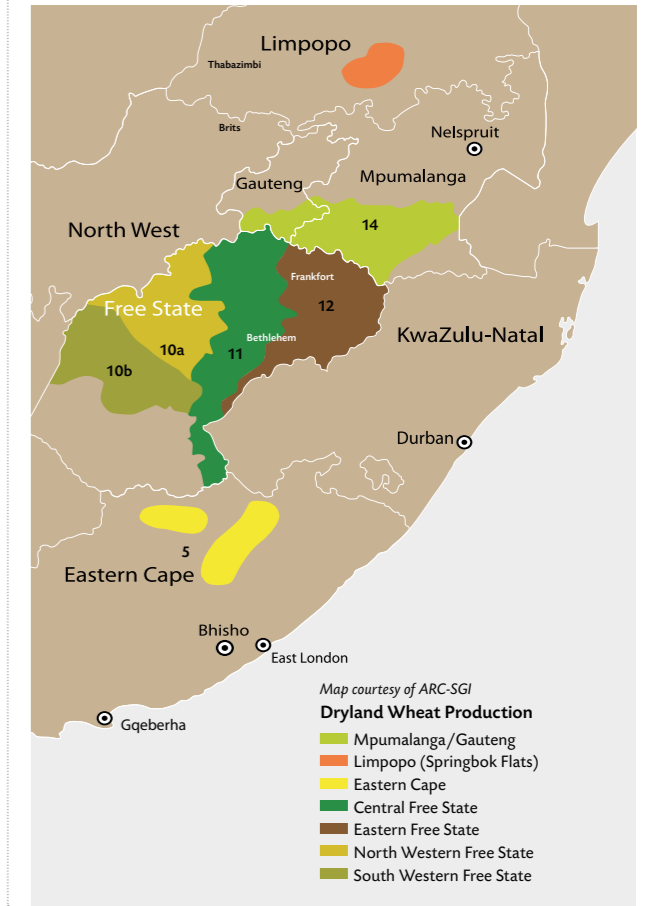 Limpopo
Thabazimbi
Brits
Nelspruit
Gauteng
Mpumalanga
North West
14
Frankfort
Free State
12
KwaZulu-Natal
Bethlehem
10a
11
10b
Durban
5
Eastern Cape
Bhisho
East London
Map courtesy of ARC-SGI
Dryland Wheat Production
Gqeberha
Mpumalanga/Gauteng
Limpopo (Springbok Flats)
Eastern Cape
Central Free State
Eastern Free State
North Western Free State
South Western Free State